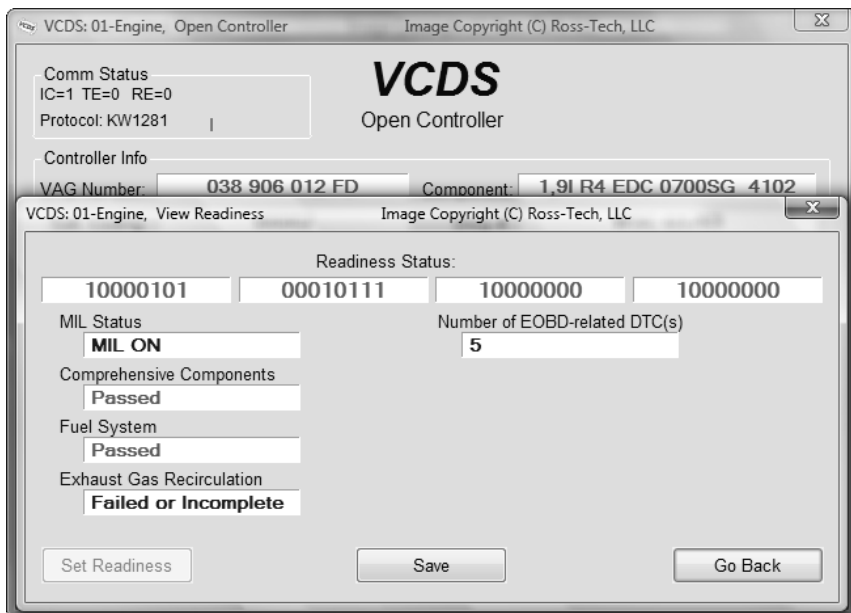 VCDS: 01-Engine, Open Controller Image Copyright (C) Ross-Tech, LLC
Comm Status
IC=1 TE=0 RE=0
Protocol: KW1281 |
VCDS
Open Controller
Controller Info
VAG Number: 038 906 012 FD Component: 1,9l R4 EDC 0700SG 4102
VCDS: 01-Engine, View Readiness Image Copyright (C) Ross-Tech, LLC
Readiness Status:
10000101 00010111 10000000 10000000
MIL Status Number of EOBD-related DTC(s)
MIL ON 5
Comprehensive Components
Passed
Fuel System
Passed
Exhaust Gas Recirculation
Failed or Incomplete
Set Readiness Save Go Back